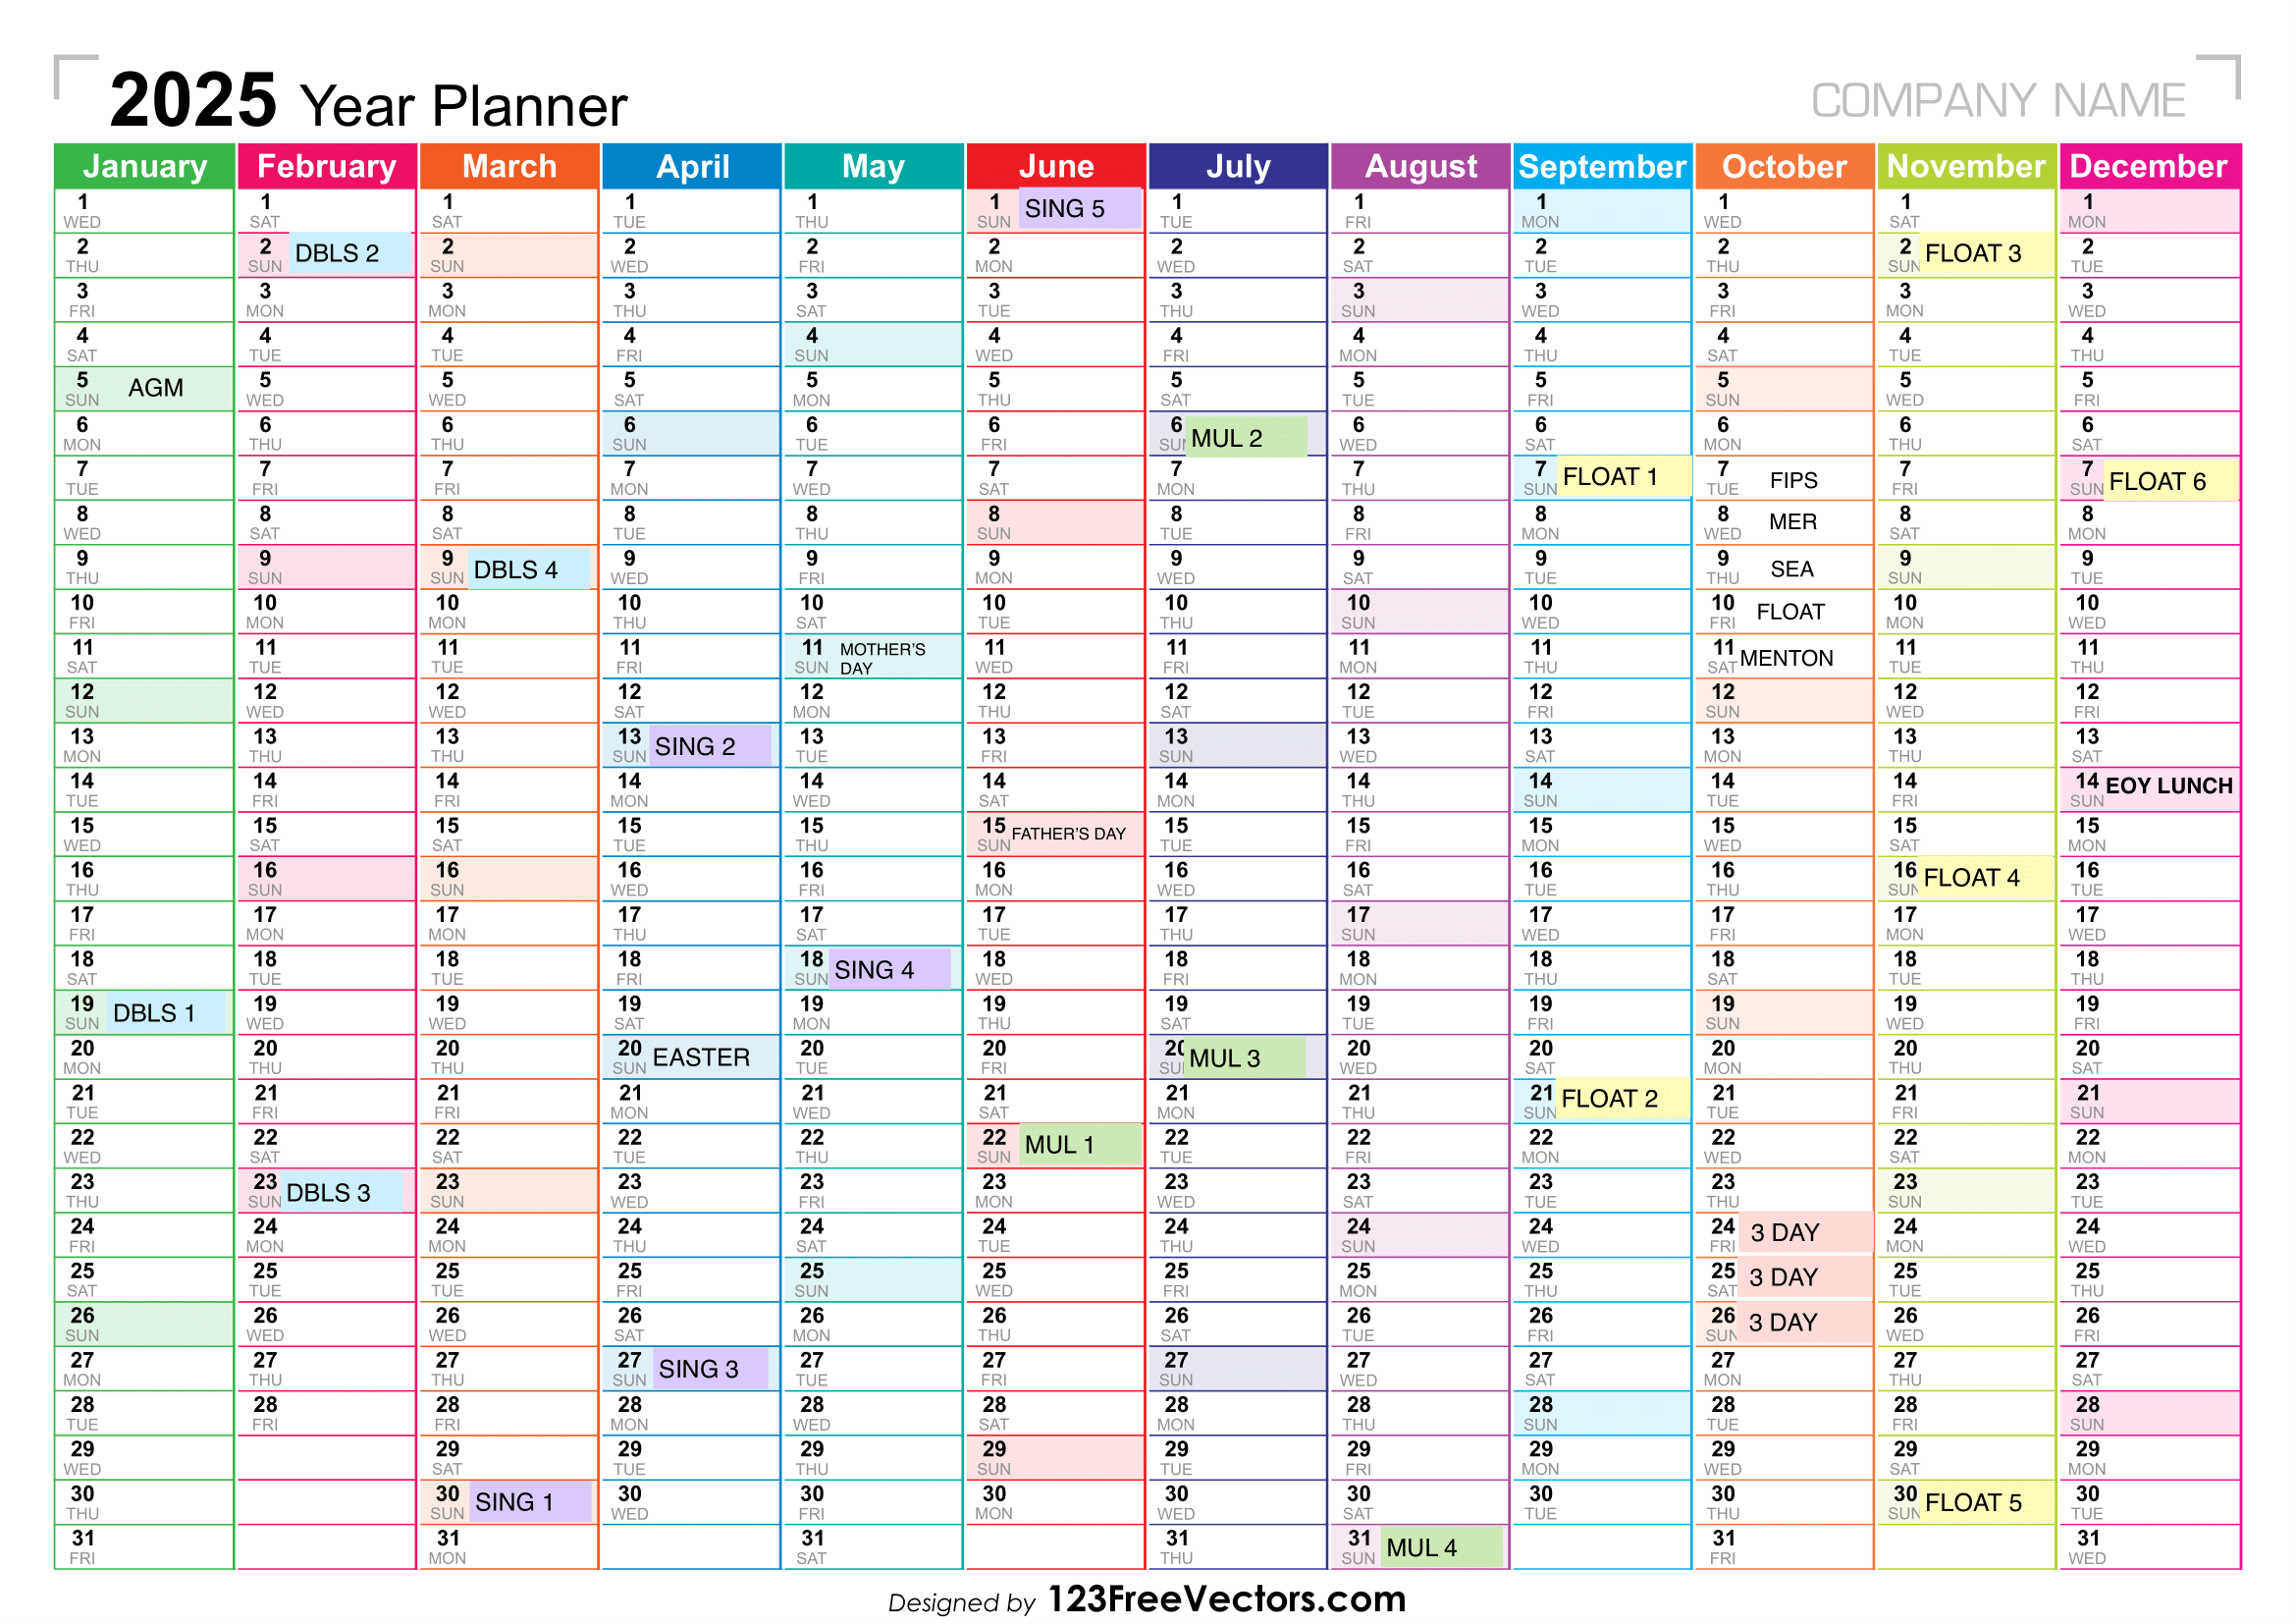 2025 Year Planner
COMPANY NAME
January February March April May June July August September October November December
1 1 1 1 1 1 SING 5 1 1 1 1 1 1
WED SAT SAT TUE THU SUN TUE FRI MON WED SAT MON
2 2 DBLS 2 2 2 2 2 2 2 2 2 2 FLOAT 3 2
THU SUN SUN WED FRI MON WED SAT TUE THU SUN TUE
3 3 3 3 3 3 3 3 3 3 3 3
FRI MON MON THU SAT TUE THU SUN WED FRI MON WED
4 4 4 4 4 4 4 4 4 4 4 4
SAT TUE TUE FRI SUN WED FRI MON THU SAT TUE THU
5 AGM 5 5 5 5 5 5 5 5 5 5 5
SUN WED WED SAT MON THU SAT TUE FRI SUN WED FRI
6 6 6 6 6 6 6 MUL 2 6 6 6 6 6
MON THU THU SUN TUE FRI SUN WED SAT MON THU SAT
7 7 7 7 7 7 7 7 7 FLOAT 1 7 FIPS 7 7 FLOAT 6
TUE FRI FRI MON WED SAT MON THU SUN TUE FRI SUN
8 8 8 8 8 8 8 8 8 8 MER 8 8
WED SAT SAT TUE THU SUN TUE FRI MON WED SAT MON
9 9 9 DBLS 4 9 9 9 9 9 9 9 SEA 9 9
THU SUN SUN WED FRI MON WED SAT TUE THU SUN TUE
10 10 10 10 10 10 10 10 10 10 FLOAT 10 10
FRI MON MON THU SAT TUE THU SUN WED FRI MON WED
11 11 11 11 11 MOTHER'S 11 11 11 11 11 MENTON 11 11
SAT TUE TUE FRI SUN DAY WED FRI MON THU SAT TUE THU
12 12 12 12 12 12 12 12 12 12 12 12
SUN WED WED SAT MON THU SAT TUE FRI SUN WED FRI
13 13 13 13 SING 2 13 13 13 13 13 13 13 13
MON THU THU SUN TUE FRI SUN WED SAT MON THU SAT
14 14 14 14 14 14 14 14 14 14 14 14 EOY LUNCH
TUE FRI FRI MON WED SAT MON THU SUN TUE FRI SUN
15 15 15 15 15 15 FATHER'S DAY 15 15 15 15 15 15
WED SAT SAT TUE THU SUN TUE FRI MON WED SAT MON
16 16 16 16 16 16 16 16 16 16 16 FLOAT 4 16
THU SUN SUN WED FRI MON WED SAT TUE THU SUN TUE
17 17 17 17 17 17 17 17 17 17 17 17
FRI MON MON THU SAT TUE THU SUN WED FRI MON WED
18 18 18 18 18 SING 4 18 18 18 18 18 18 18
SAT TUE TUE FRI SUN WED FRI MON THU SAT TUE THU
19 DBLS 1 19 19 19 19 19 19 19 19 19 19 19
SUN WED WED SAT MON THU SAT TUE FRI SUN WED FRI
20 20 20 20 EASTER 20 20 20 MUL 3 20 20 20 20 20
MON THU THU SUN TUE FRI SUN WED SAT MON THU SAT
21 21 21 21 21 21 21 21 21 FLOAT 2 21 21 21
TUE FRI FRI MON WED SAT MON THU SUN TUE FRI SUN
22 22 22 22 22 22 MUL 1 22 22 22 22 22 22
WED SAT SAT TUE THU SUN TUE FRI MON WED SAT MON
23 23 DBLS 3 23 23 23 23 23 23 23 23 23 23
THU SUN SUN WED FRI MON WED SAT TUE THU SUN TUE
24 24 24 24 24 24 24 24 24 24 3 DAY 24 24
FRI MON MON THU SAT TUE THU SUN WED FRI MON WED
25 25 25 25 25 25 25 25 25 25 3 DAY 25 25
SAT TUE TUE FRI SUN WED FRI MON THU SAT TUE THU
26 26 26 26 26 26 26 26 26 26 3 DAY 26 26
SUN WED WED SAT MON THU SAT TUE FRI SUN WED FRI
27 27 27 27 SING 3 27 27 27 27 27 27 27 27
MON THU THU SUN TUE FRI SUN WED SAT MON THU SAT
28 28 28 28 28 28 28 28 28 28 28 28
TUE FRI FRI MON WED SAT MON THU SUN TUE FRI SUN
29 29 29 29 29 29 29 29 29 29 29
WED SAT TUE THU SUN TUE FRI MON WED SAT MON
30 30 SING 1 30 30 30 30 30 30 30 30 FLOAT 5 30
THU SUN WED FRI MON WED SAT TUE THU SUN TUE
31 31 31 31 31 MUL 4 31 31
FRI MON SAT THU SUN FRI WED
Designed by 123FreeVectors.com